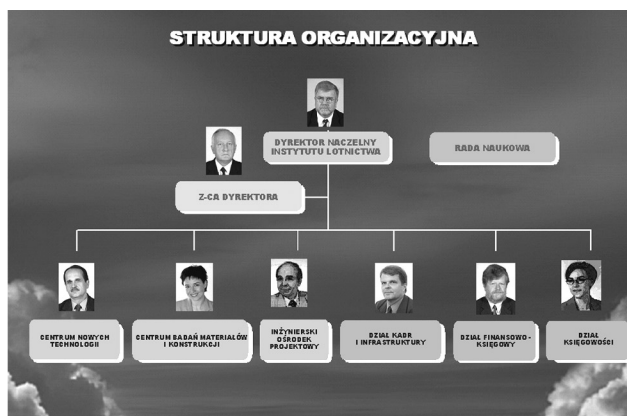 STRUKTURA ORGANIZACYJNA
DYREKTOR NACZELNY
INSTYTUTU LOTNICTWA
RADA NAUKOWA
Z-CA DYREKTORA
CENTRUM NOWYCH
TECHNOLOGII
CENTRUM BADAŃ MATERIAŁÓW
I KONSTRUKCJI
INŻYNIERSKI
OŚRODEK
PROJEKTOWY
DZIAŁ KADR
I INFRASTRUKTURY
DZIAŁ FINANSOWO-
KSIĘGOWY
DZIAŁ
KSIĘGOWOŚCI